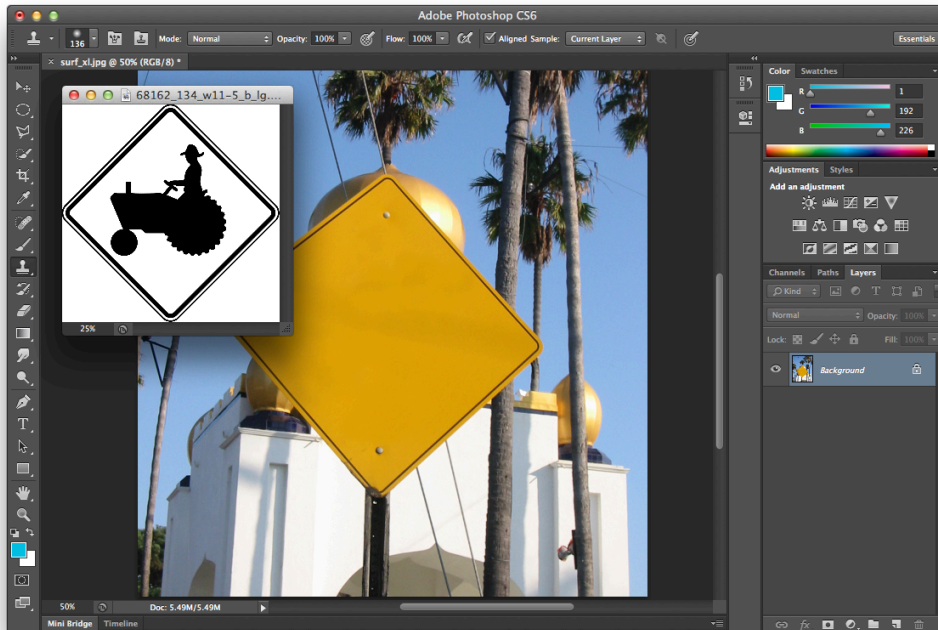 Adobe Photoshop CS6
136 Mode: Normal Opacity: 100% Flow: 100% Aligned Sample: Current Layer Essentials
× surf_xl.jpg @ 50% (RGB/8) *
68162_134_w11-5_b_lg....
25%
50% Doc: 5.49M/5.49M
Mini Bridge Timeline
Color Swatches
R 1
G 192
B 226
Adjustments Styles
Add an adjustment
Channels Paths Layers
Kind
Normal Opacity: 100%
Lock: Fill: 100%
Background
fx